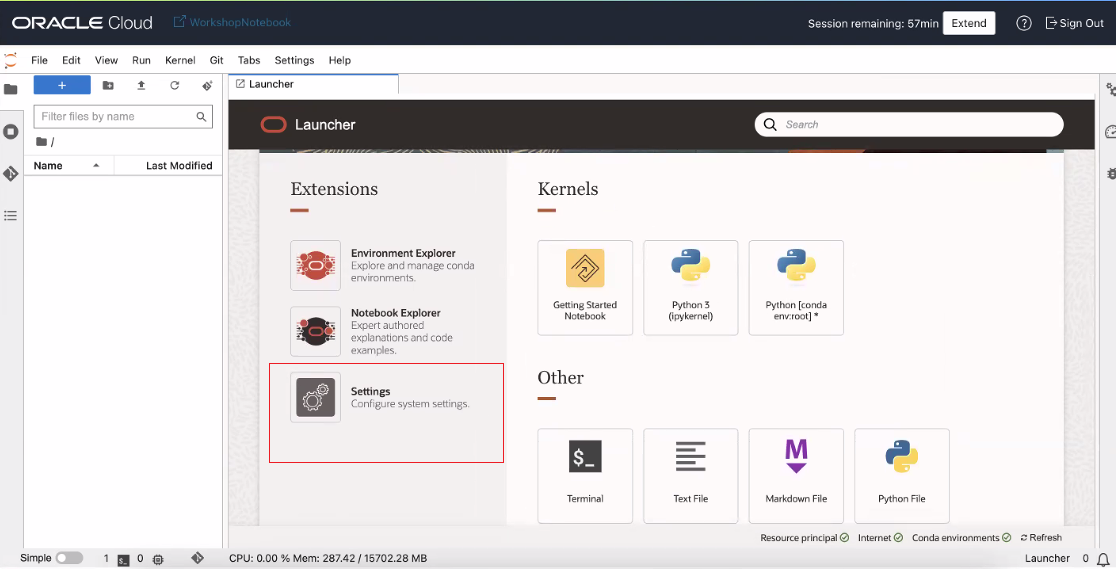 ORACLE Cloud
WorkshopNotebook
Session remaining: 57min
Extend
Sign Out
File Edit View Run Kernel Git Tabs Settings Help
Launcher
Filter files by name
/
Name
Last Modified
Launcher
Search
Extensions
Environment Explorer
Explore and manage conda
environments.
Notebook Explorer
Expert authored
explanations and code
examples.
Settings
Configure system settings.
Kernels
Getting Started
Notebook
Python 3
(ipykernel)
Python [conda
env:root] *
Other
$_
Terminal
Text File
M
Markdown File
Python File
Resource principal
Internet
Conda environments
Refresh
Simple
1
$_
0
CPU: 0.00 % Mem: 287.42 / 15702.28 MB
Launcher
0